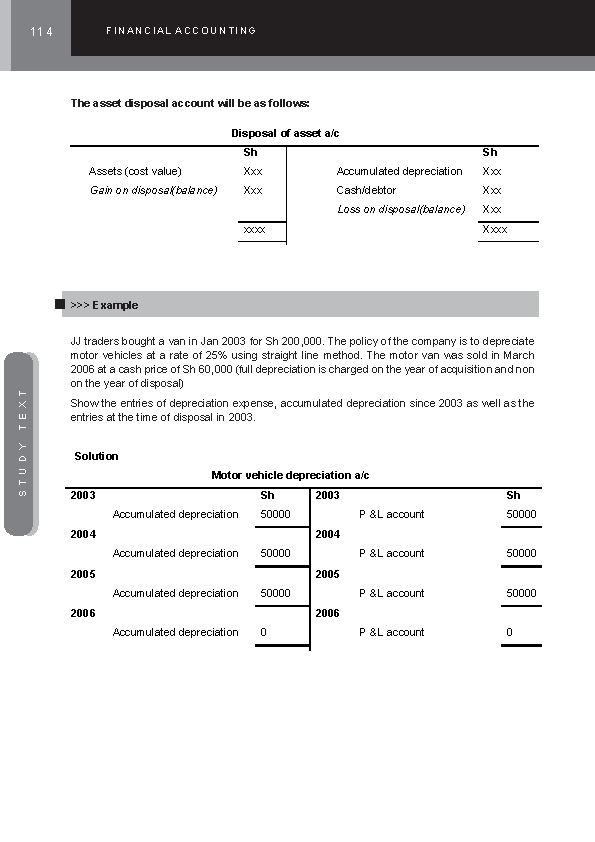 114
FINANCIAL ACCOUNTING
The asset disposal account will be as follows:
Disposal of asset a/c
Sh Sh
Assets (cost value) Xxx Accumulated depreciation Xxx
Gain on disposal(balance) Xxx Cash/debtor Xxx
Loss on disposal(balance) Xxx
xxxx Xxxx
>>> Example
JJ traders bought a van in Jan 2003 for Sh 200,000. The policy of the company is to depreciate
motor vehicles at a rate of 25% using straight line method. The motor van was sold in March
2006 at a cash price of Sh 60,000 (full depreciation is charged on the year of acquisition and non
on the year of disposal)
Show the entries of depreciation expense, accumulated depreciation since 2003 as well as the
entries at the time of disposal in 2003.
STUDY TEXT
Solution
Motor vehicle depreciation a/c
2003 Sh 2003 Sh
Accumulated depreciation 50000 P &L account 50000
2004 2004
Accumulated depreciation 50000 P &L account 50000
2005 2005
Accumulated depreciation 50000 P &L account 50000
2006 2006
Accumulated depreciation 0 P &L account 0